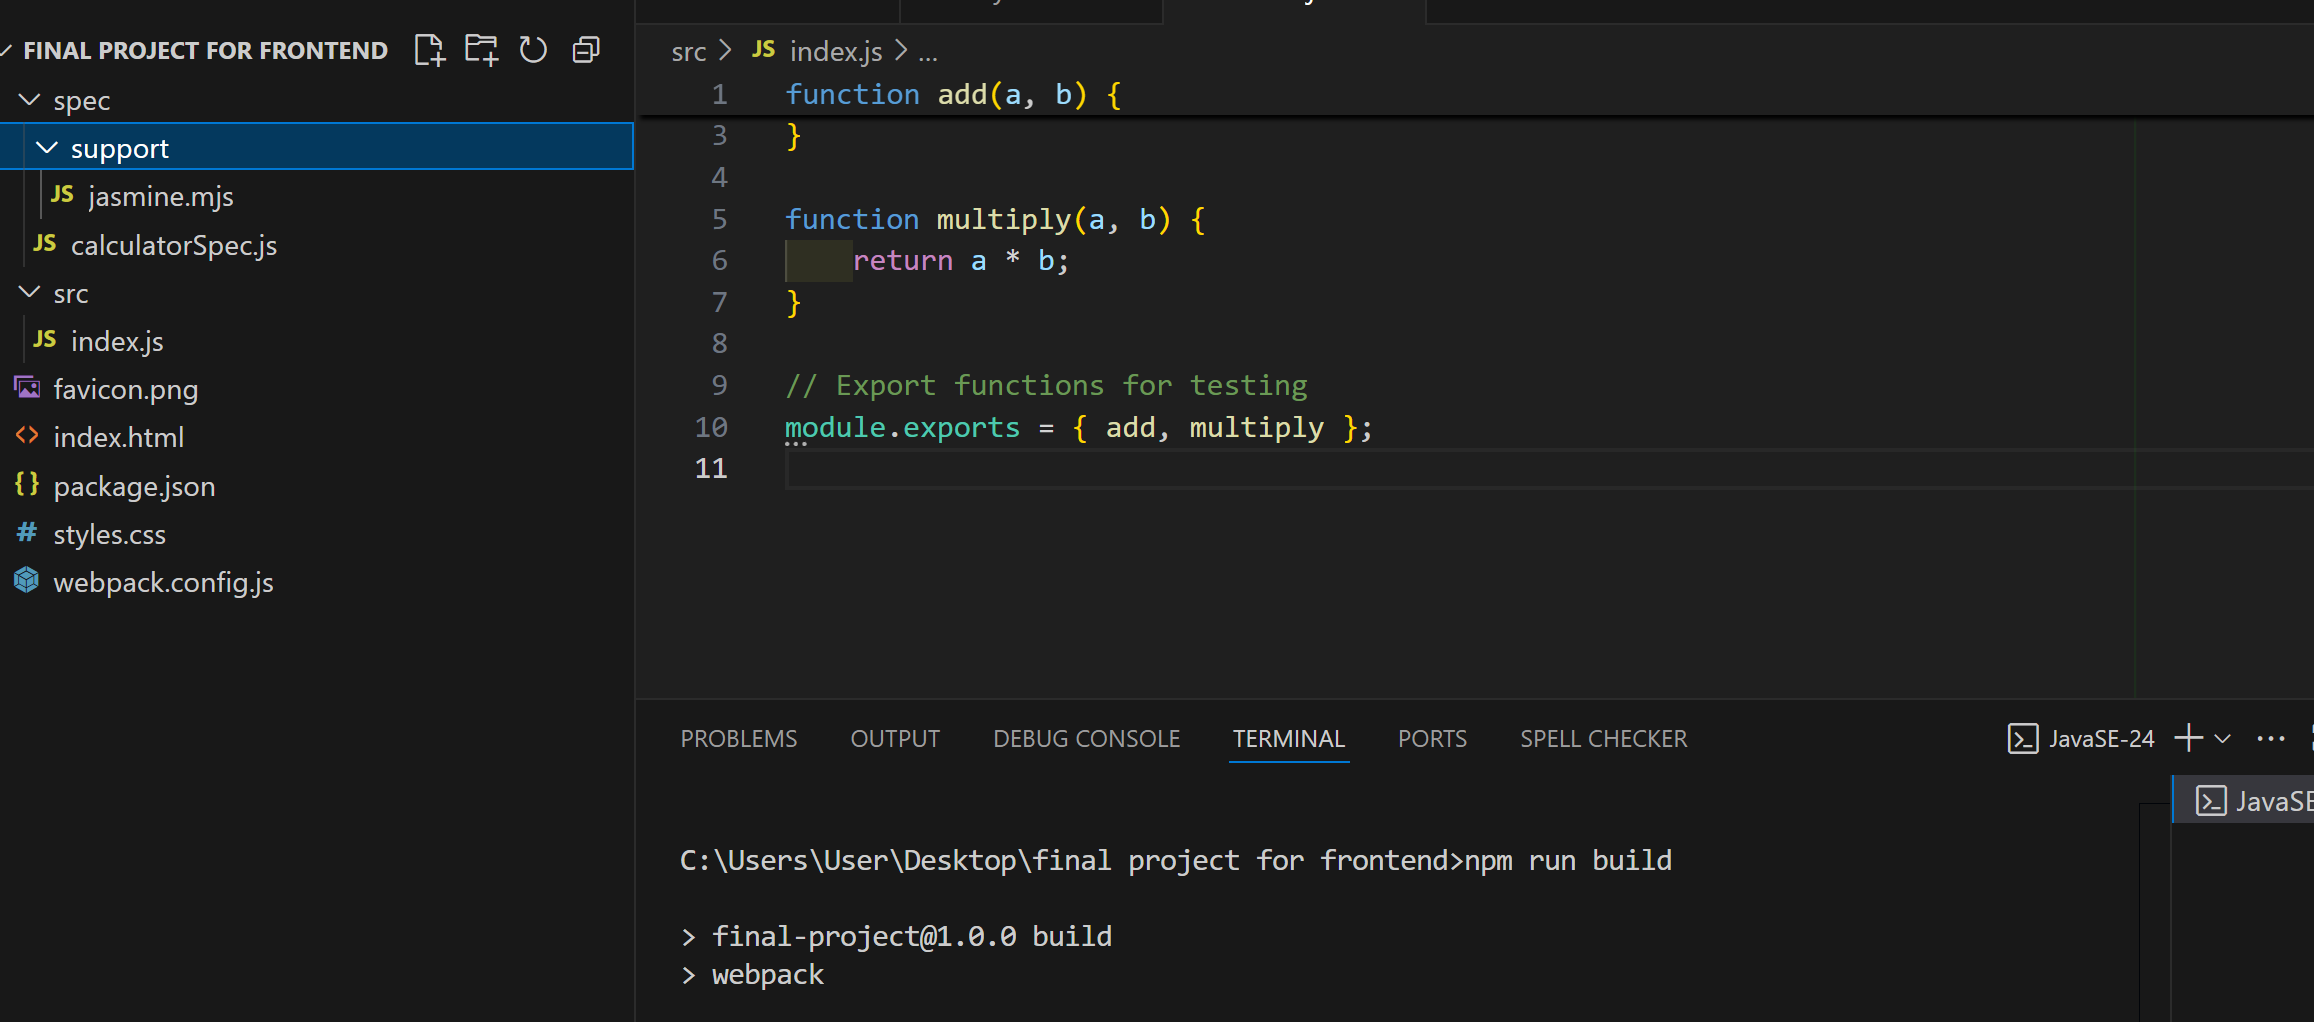 FINAL PROJECT FOR FRONTEND
spec
support
JS jasmine.mjs
JS calculatorSpec.js
src
JS index.js
favicon.png
<> index.html
{} package.json
# styles.css
webpack.config.js
src > JS index.js > ...
1 function add(a, b) {
3 }
4
5 function multiply(a, b) {
6 return a * b;
7 }
8
9 // Export functions for testing
10 module.exports = { add, multiply };
11
PROBLEMS OUTPUT DEBUG CONSOLE TERMINAL PORTS SPELL CHECKER
JavaSE-24
JavaSE
C:\Users\User\Desktop\final project for frontend>npm run build
> final-project@1.0.0 build
> webpack